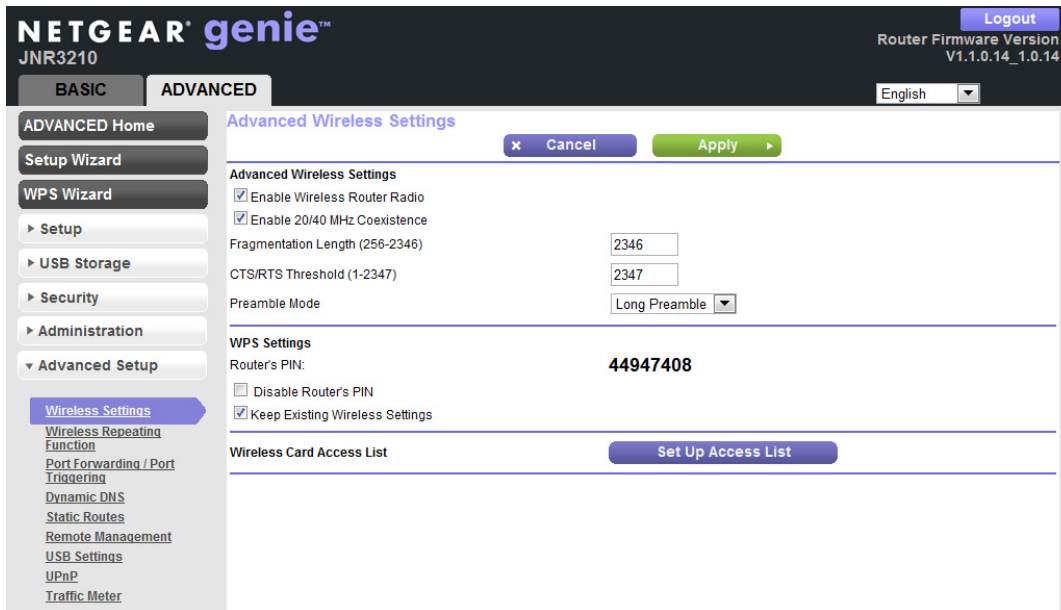 NETGEAR® genie™
JNR3210
Logout
Router Firmware Version
V1.1.0.14_1.0.14
BASIC
ADVANCED
English
ADVANCED Home
Setup Wizard
WPS Wizard
Setup
USB Storage
Security
Administration
Advanced Setup
Wireless Settings
Wireless Repeating
Function
Port Forwarding / Port
Triggering
Dynamic DNS
Static Routes
Remote Management
USB Settings
UPnP
Traffic Meter
Advanced Wireless Settings
Cancel
Apply
Advanced Wireless Settings
Enable Wireless Router Radio
Enable 20/40 MHz Coexistence
Fragmentation Length (256-2346) 2346
CTS/RTS Threshold (1-2347) 2347
Preamble Mode Long Preamble
WPS Settings
Router's PIN: 44947408
Disable Router's PIN
Keep Existing Wireless Settings
Wireless Card Access List Set Up Access List